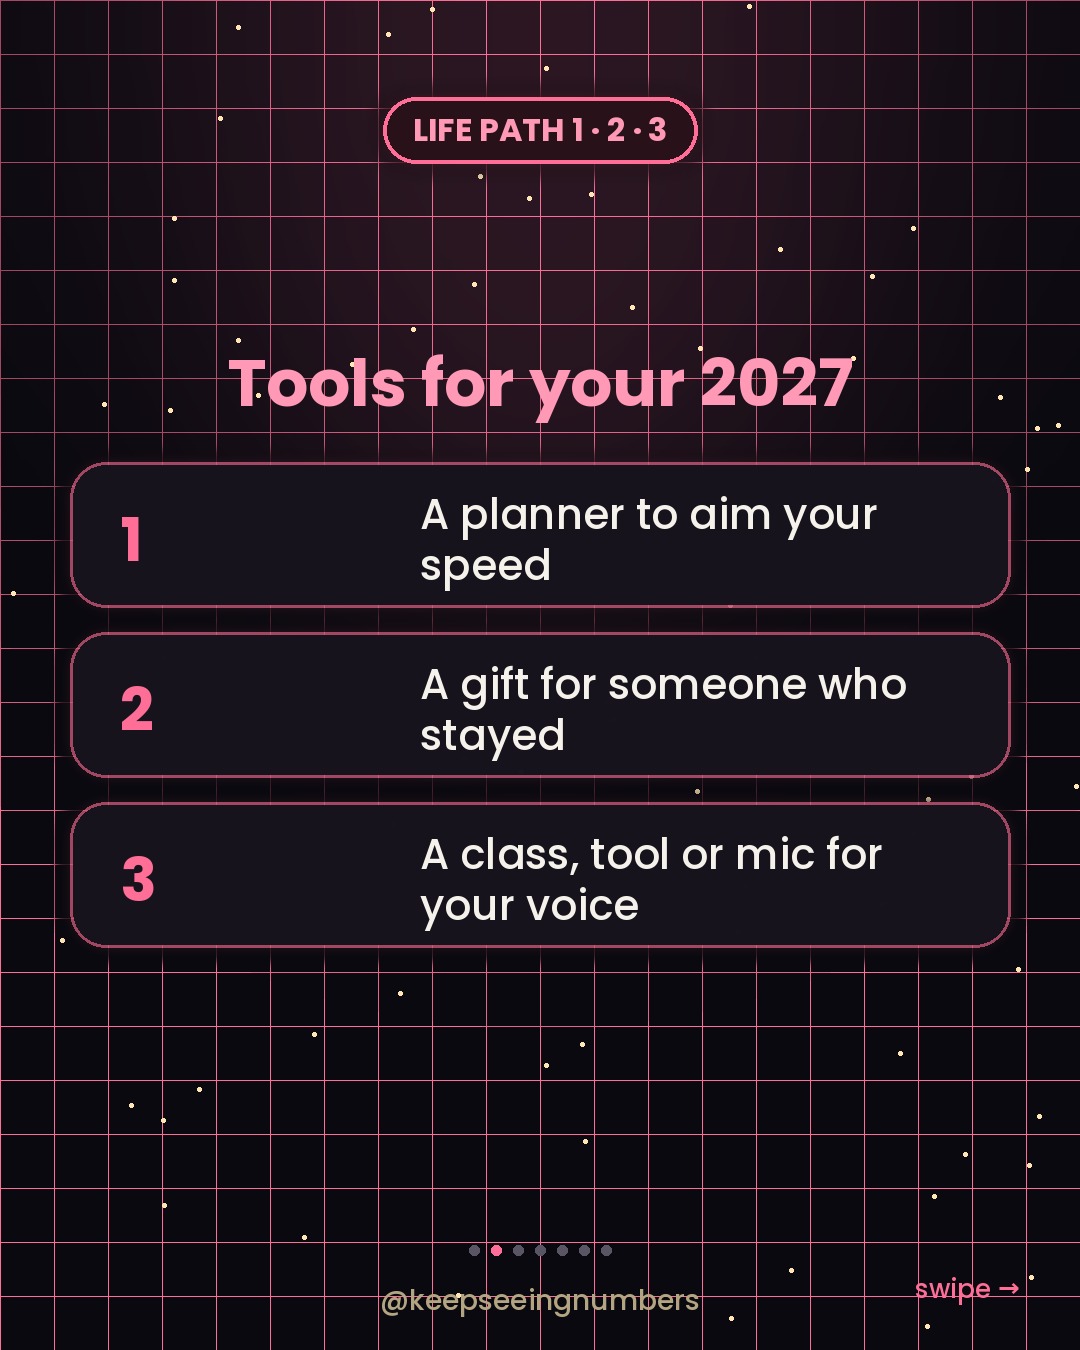 LIFE PATH 1 · 2 · 3
Tools for your 2027
1
A planner to aim your
speed
2
A gift for someone who
stayed
3
A class, tool or mic for
your voice
@keepseeingnumbers
swipe →